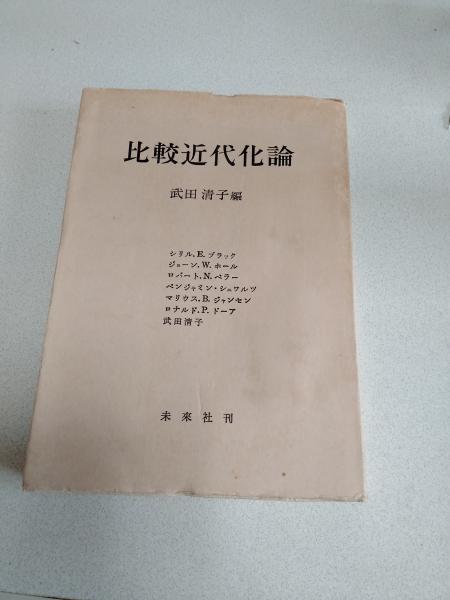 比較近代化論
武田清子編
シリル.E.ブラック
ジョーン.W.ホール
ロバート.N.ベラー
ベンジャミン・シュワルツ
マリウス.B.ジャンセン
ロナルド.P.ドーア
武田清子
未來社刊